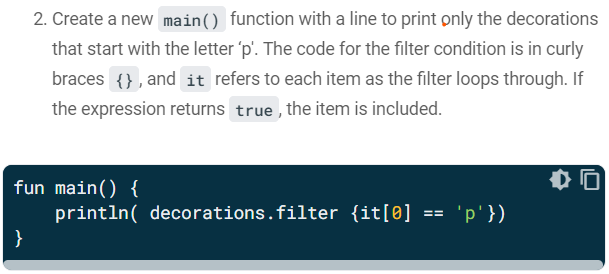 2. Create a new main() function with a line to print only the decorations
that start with the letter ‘p'. The code for the filter condition is in curly
braces {}, and it refers to each item as the filter loops through. If
the expression returns true, the item is included.
fun main() {
    println( decorations.filter {it[0] == 'p'})
}